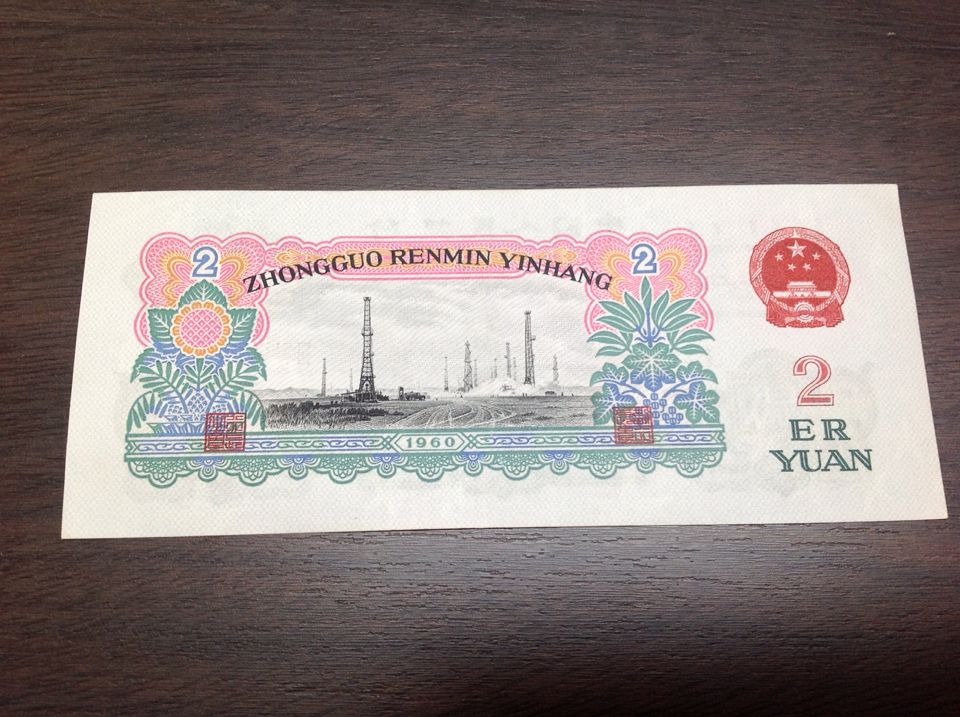 2
ZHONGGUO RENMIN YINHANG
2
1960
2
ER
YUAN